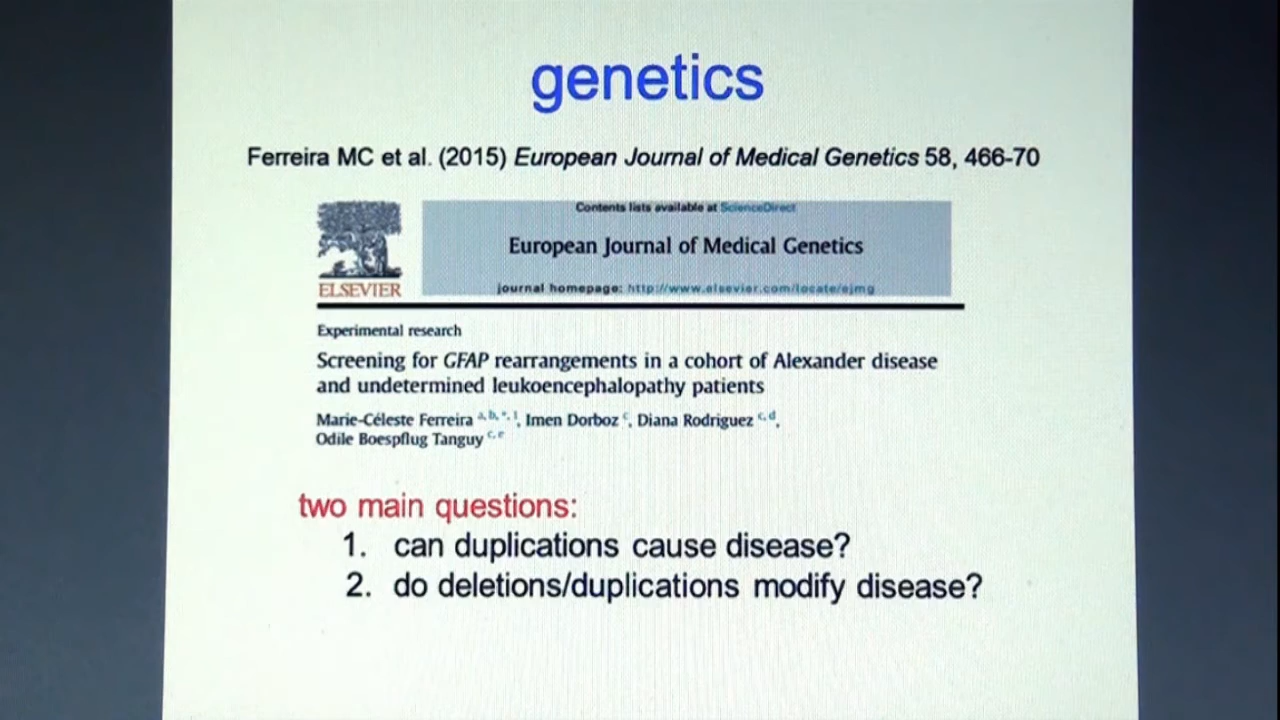 genetics
Ferreira MC et al. (2015) European Journal of Medical Genetics 58, 466-70
Contents lists available at ScienceDirect
European Journal of Medical Genetics
journal homepage: http://www.elsevier.com/locate/ejmg
ELSEVIER
Experimental research
Screening for GFAP rearrangements in a cohort of Alexander disease
and undetermined leukoencephalopathy patients
Marie-Céleste Ferreira a, b, *, 1, Imen Dorboz c, Diana Rodriguez c, d,
Odile Boespflug Tanguy c, e
two main questions:
1. can duplications cause disease?
2. do deletions/duplications modify disease?